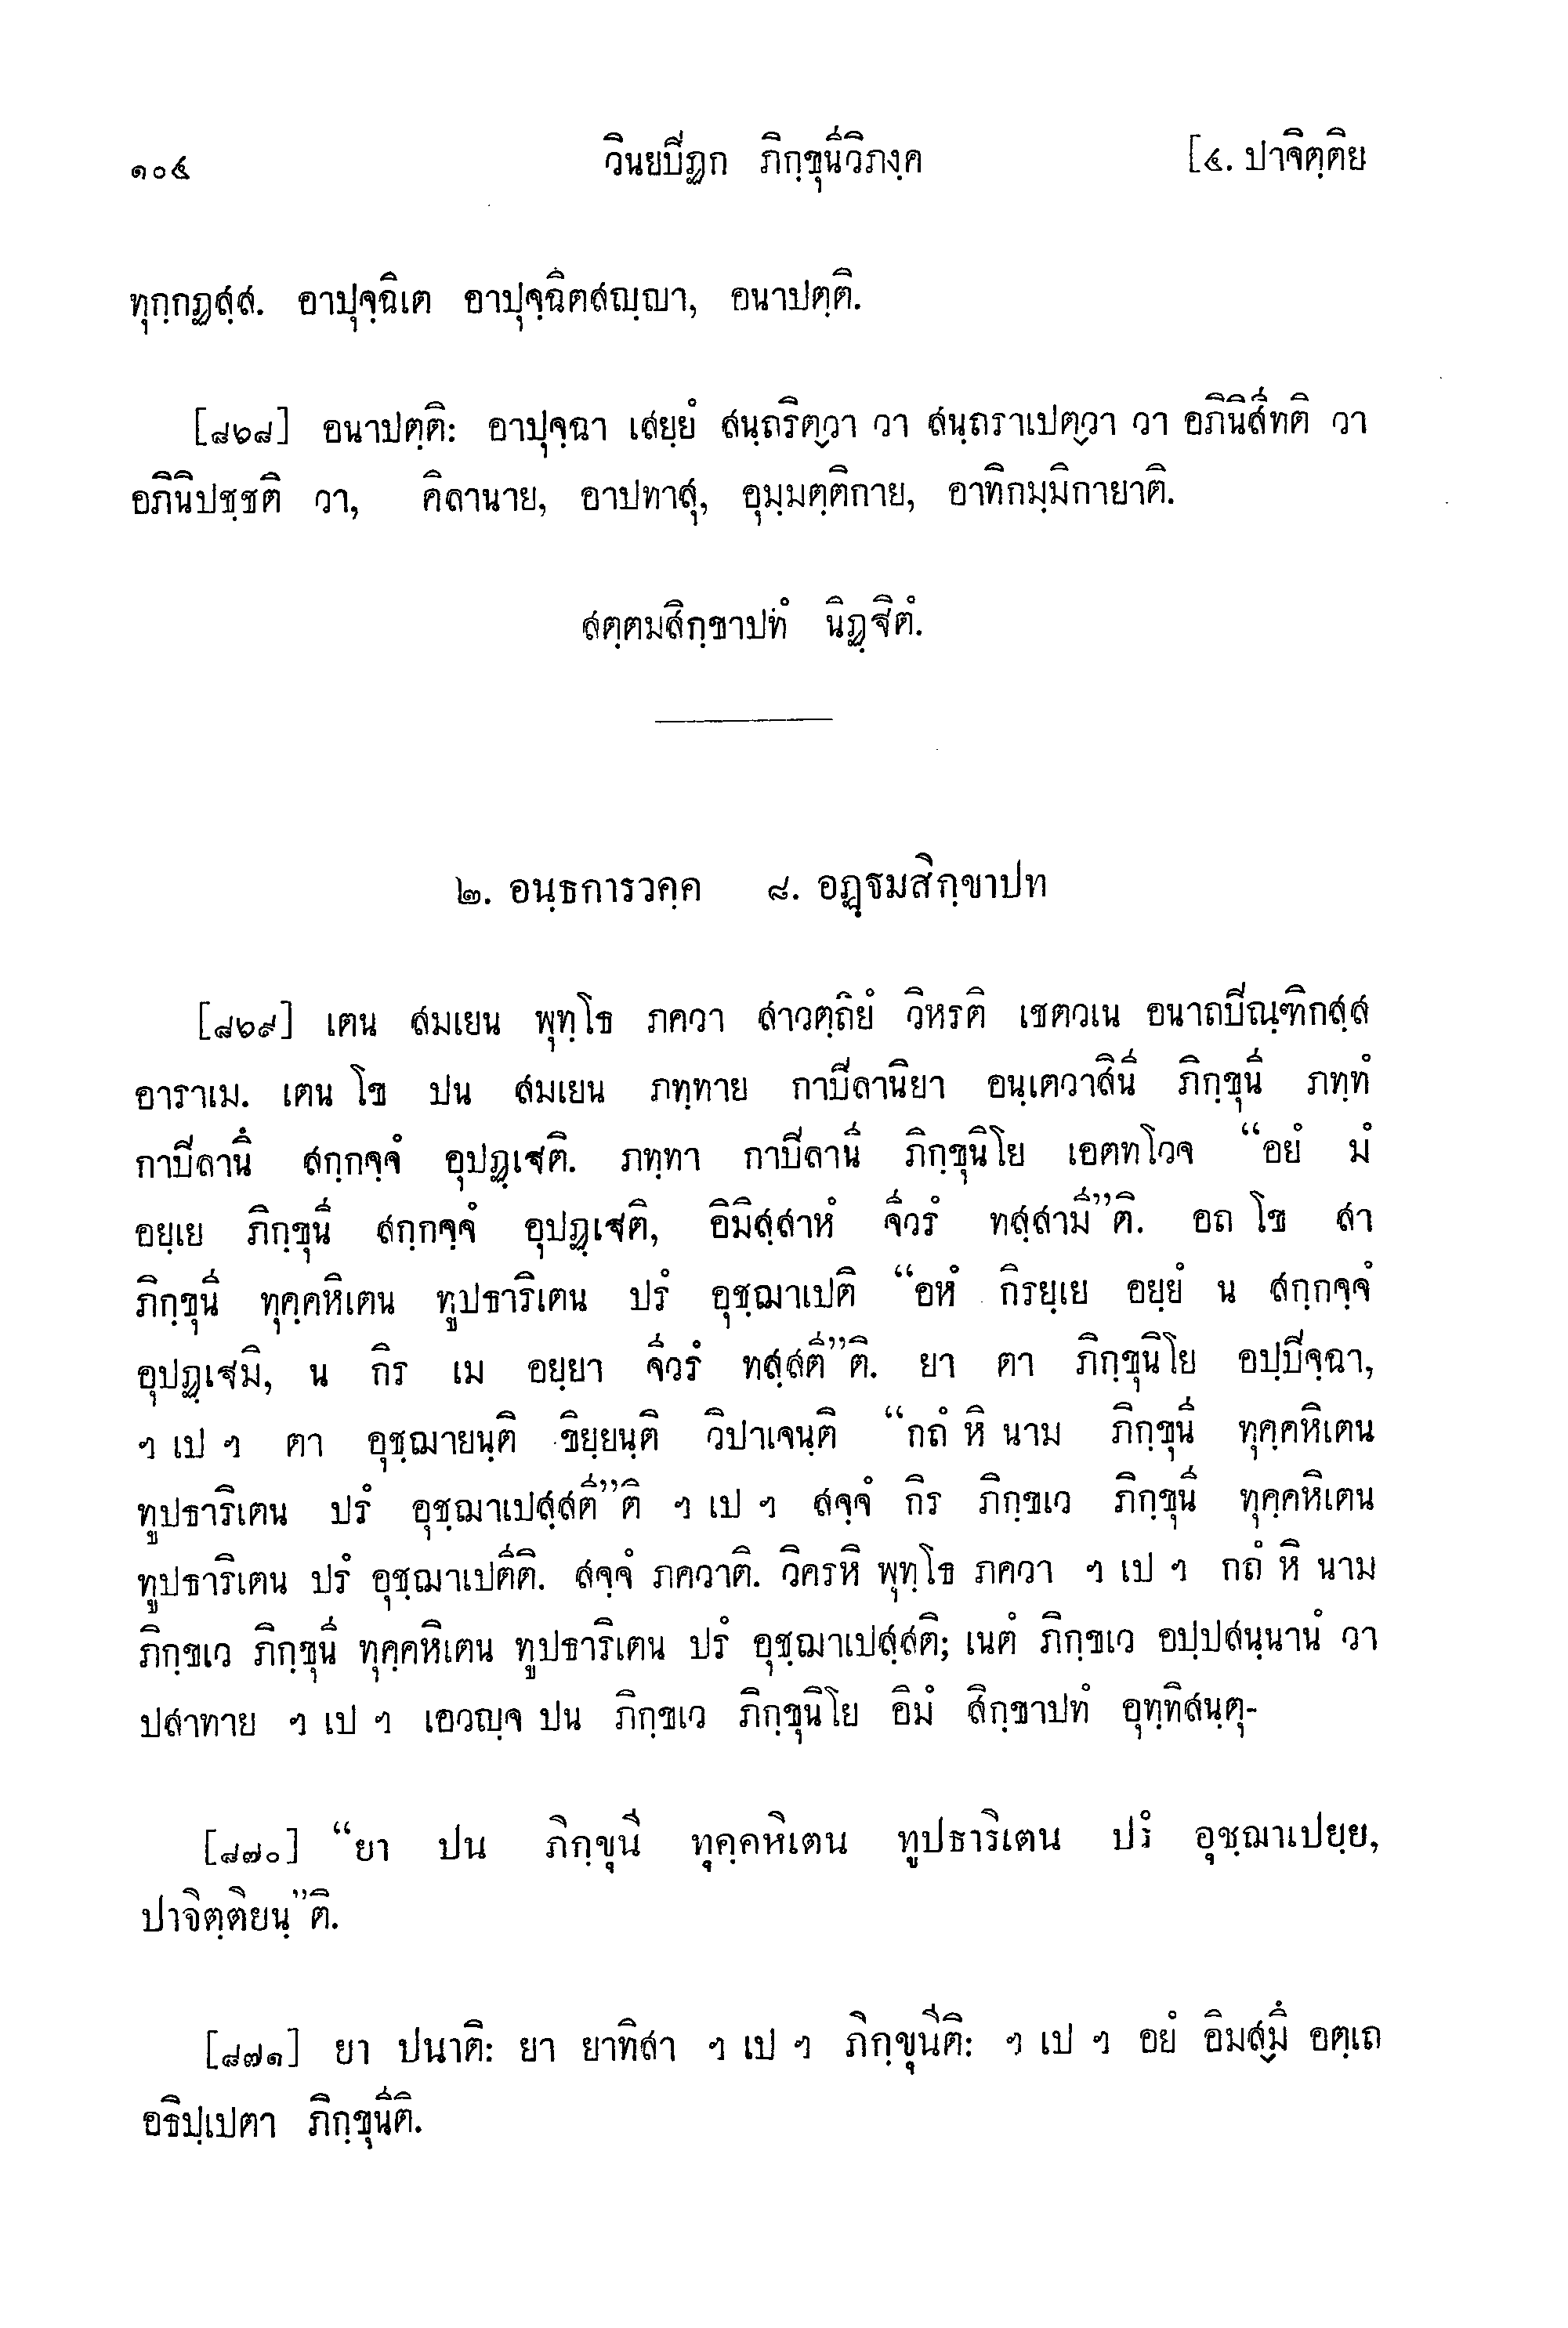 ๑๐๔ วินยปิฏก ภิกฺขุนีวิภงฺค [๔. ปาจิตฺติย
ทุกฺกฏสฺส. อาปุจฺฉิเต อาปุจฺฉิตสญฺญา, อนาปตฺติ.
[๘๖๘] อนาปตฺติ: อาปุจฺฉา เสยฺยํ สนฺถริตฺวา วา สนฺถราเปตฺวา วา อภินิสีทติ วา
อภินิปชฺชติ วา, คิลานาย, อาปทาสุ, อุมฺมตฺติกาย, อาทิกมฺมิกายาติ.
สตฺตมสิกฺขาปทํ นิฏฺฐิตํ.
๒. อนฺธการวคฺค ๘. อฏฺฐมสิกฺขาปท
[๘๖๙] เตน สมเยน พุทฺโธ ภควา สาวตฺถิยํ วิหรติ เชตวเน อนาถปิณฺฑิกสฺส
อาราเม. เตน โข ปน สมเยน ภทฺทาย กาปิลานิยา อนฺเตวาสินี ภิกฺขุนี ภทฺทํ
กาปิลานึ สกฺกจฺจํ อุปฏฺเฐติ. ภทฺทา กาปิลานี ภิกฺขุนิโย เอตทโวจ “อยํ มํ
อยฺเย ภิกฺขุนี สกฺกจฺจํ อุปฏฺเฐติ, อิมิสฺสาหํ จีวรํ ทสฺสามี”ติ. อถ โข สา
ภิกฺขุนี ทุคฺคหิเตน ทูปธาริเตน ปรํ อุชฺฌาเปติ “อหํ กิรยฺเย อยฺยํ น สกฺกจฺจํ
อุปฏฺเฐมิ, น กิร เม อยฺยา จีวรํ ทสฺสตี”ติ. ยา ตา ภิกฺขุนิโย อปฺปิจฺฉา,
ฯ เป ฯ ตา อุชฺฌายนฺติ ขิยฺยนฺติ วิปาเจนฺติ “กถํ หิ นาม ภิกฺขุนี ทุคฺคหิเตน
ทูปธาริเตน ปรํ อุชฺฌาเปสฺสตี”ติ ฯ เป ฯ สจฺจํ กิร ภิกฺขเว ภิกฺขุนี ทุคฺคหิเตน
ทูปธาริเตน ปรํ อุชฺฌาเปตีติ. สจฺจํ ภควาติ. วิครหิ พุทฺโธ ภควา ฯ เป ฯ กถํ หิ นาม
ภิกฺขเว ภิกฺขุนี ทุคฺคหิเตน ทูปธาริเตน ปรํ อุชฺฌาเปสฺสติ; เนตํ ภิกฺขเว อปฺปสนฺนานํ วา
ปสาทาย ฯ เป ฯ เอวญฺจ ปน ภิกฺขเว ภิกฺขุนิโย อิมํ สิกฺขาปทํ อุทฺทิสนฺตุ-
[๘๗๐] “ยา ปน ภิกฺขุนี ทุคฺคหิเตน ทูปธาริเตน ปรํ อุชฺฌาเปยฺย,
ปาจิตฺติยนฺ”ติ.
[๘๗๑] ยา ปนาติ: ยา ยาทิสา ฯ เป ฯ ภิกฺขุนีติ: ฯ เป ฯ อยํ อิมสฺมึ อตฺเถ
อธิปฺเปตา ภิกฺขุนีติ.